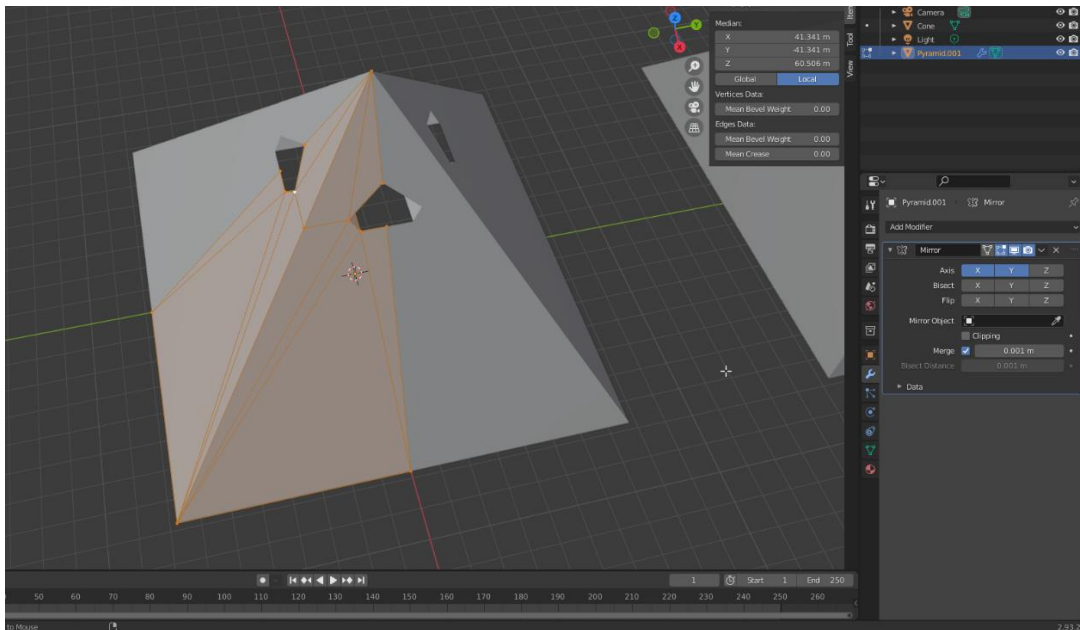 Z
Y
X
Median:
X 41.341 m
Y -41.341 m
Z 60.506 m
Global Local
Vertices Data:
Mean Bevel Weight 0.00
Edges Data:
Mean Bevel Weight 0.00
Mean Crease 0.00
Item
Tool
View
Camera
Cone
Light
Pyramid.001
Pyramid.001 Mirror
Add Modifier
Mirror
Axis X Y Z
Bisect X Y Z
Flip X Y Z
Mirror Object
Clipping
Merge 0.001 m
Bisect Distance 0.001 m
Data
1 Start 1 End 250
50 60 70 80 90 100 110 120 130 140 150 160 170 180 190 200 210 220 230 240 250 260
to Mouse
2.93.2